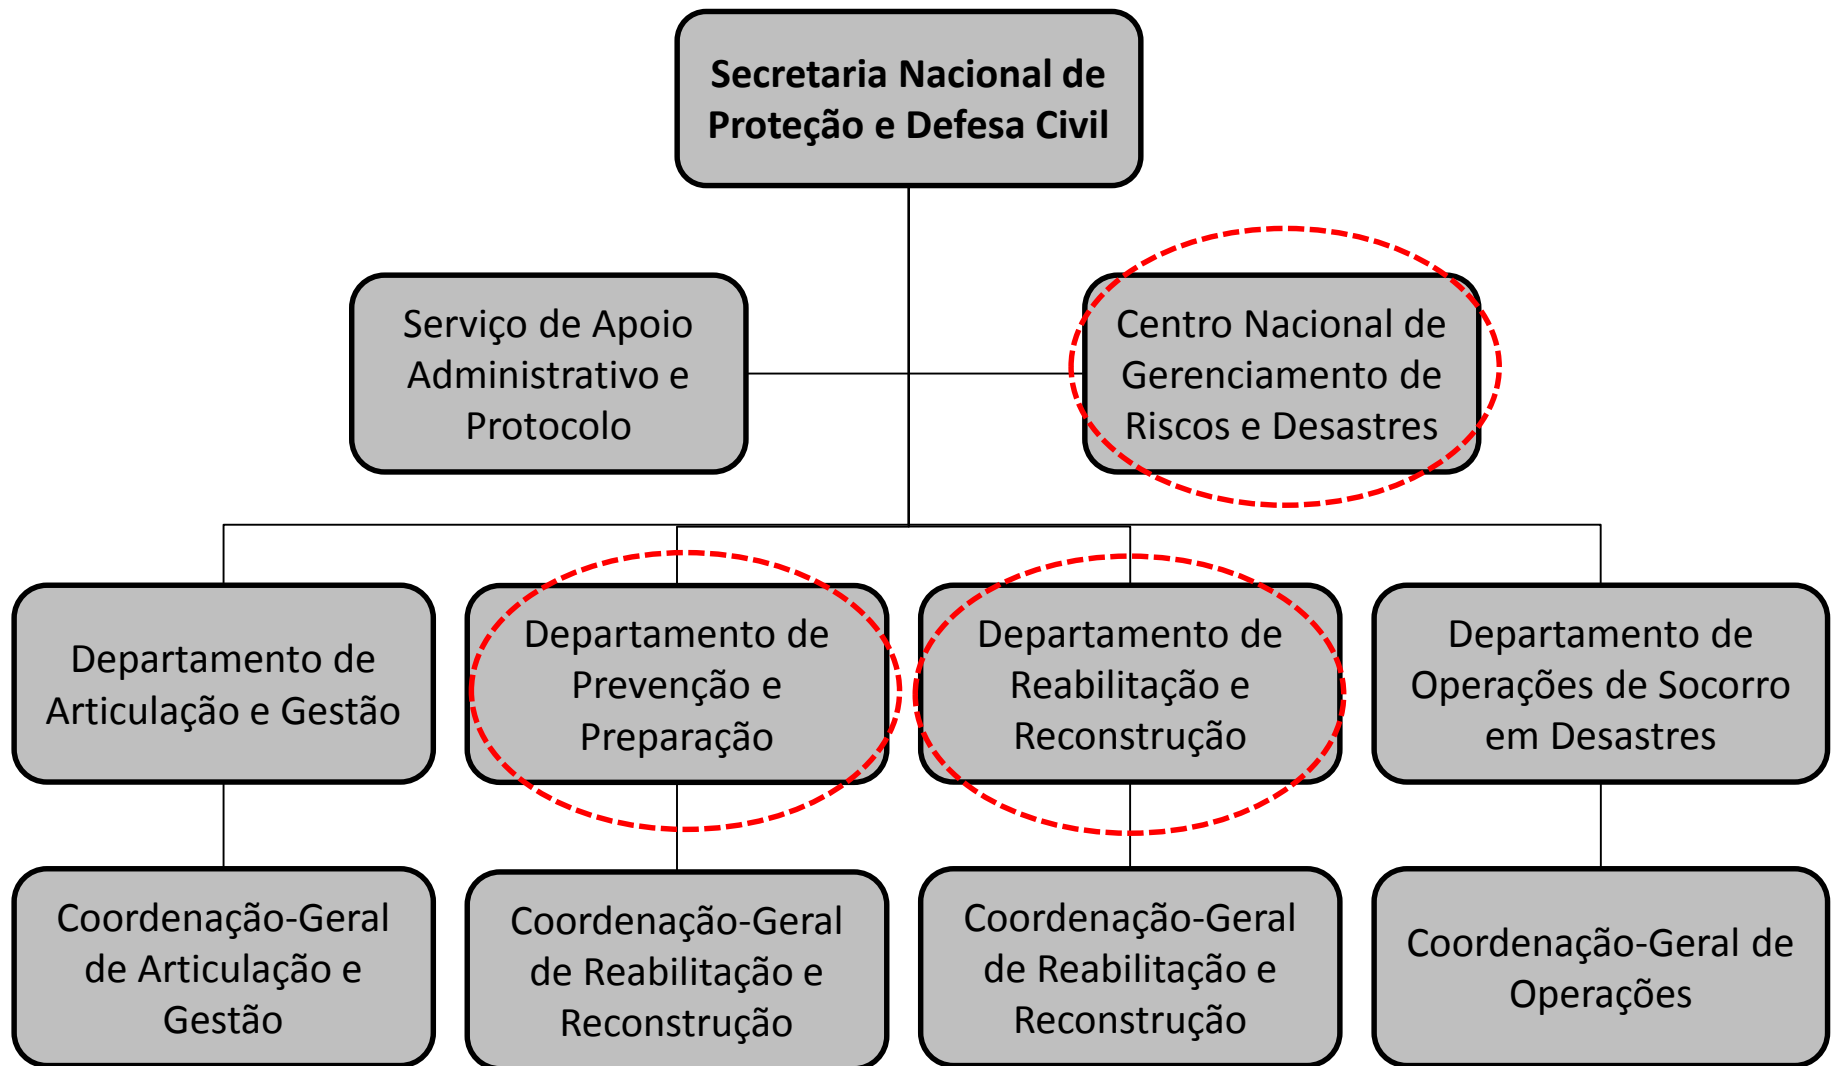 Secretaria Nacional de
Proteção e Defesa Civil
Serviço de Apoio
Administrativo e
Protocolo
Centro Nacional de
Gerenciamento de
Riscos e Desastres
Departamento de
Articulação e Gestão
Departamento de
Prevenção e
Preparação
Departamento de
Reabilitação e
Reconstrução
Departamento de
Operações de Socorro
em Desastres
Coordenação-Geral
de Articulação e
Gestão
Coordenação-Geral
de Reabilitação e
Reconstrução
Coordenação-Geral
de Reabilitação e
Reconstrução
Coordenação-Geral de
Operações